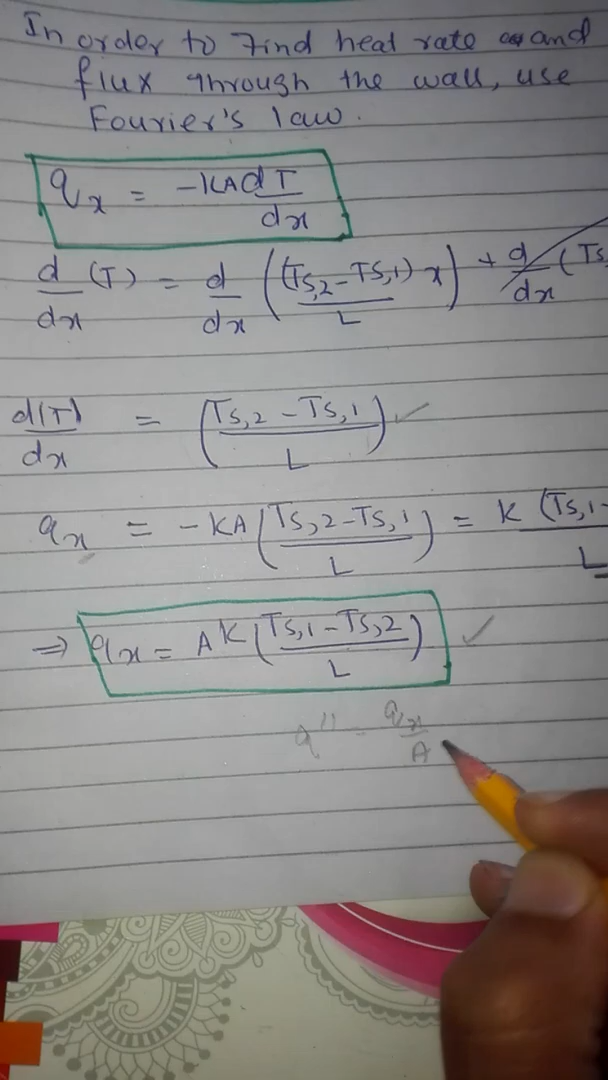 In order to find heat rate and
flux through the wall, use
Fourier's law.
qx = -KA dT/dx
d/dx (T) = d/dx ((Ts,2 - Ts,1) x / L) + d/dx (Ts
d(T)/dx = (Ts,2 - Ts,1 / L) ✓
qx = -KA (Ts,2 - Ts,1 / L) = K (Ts,1 - / L
⇒ qx = AK (Ts,1 - Ts,2 / L) ✓
q" = qx/A